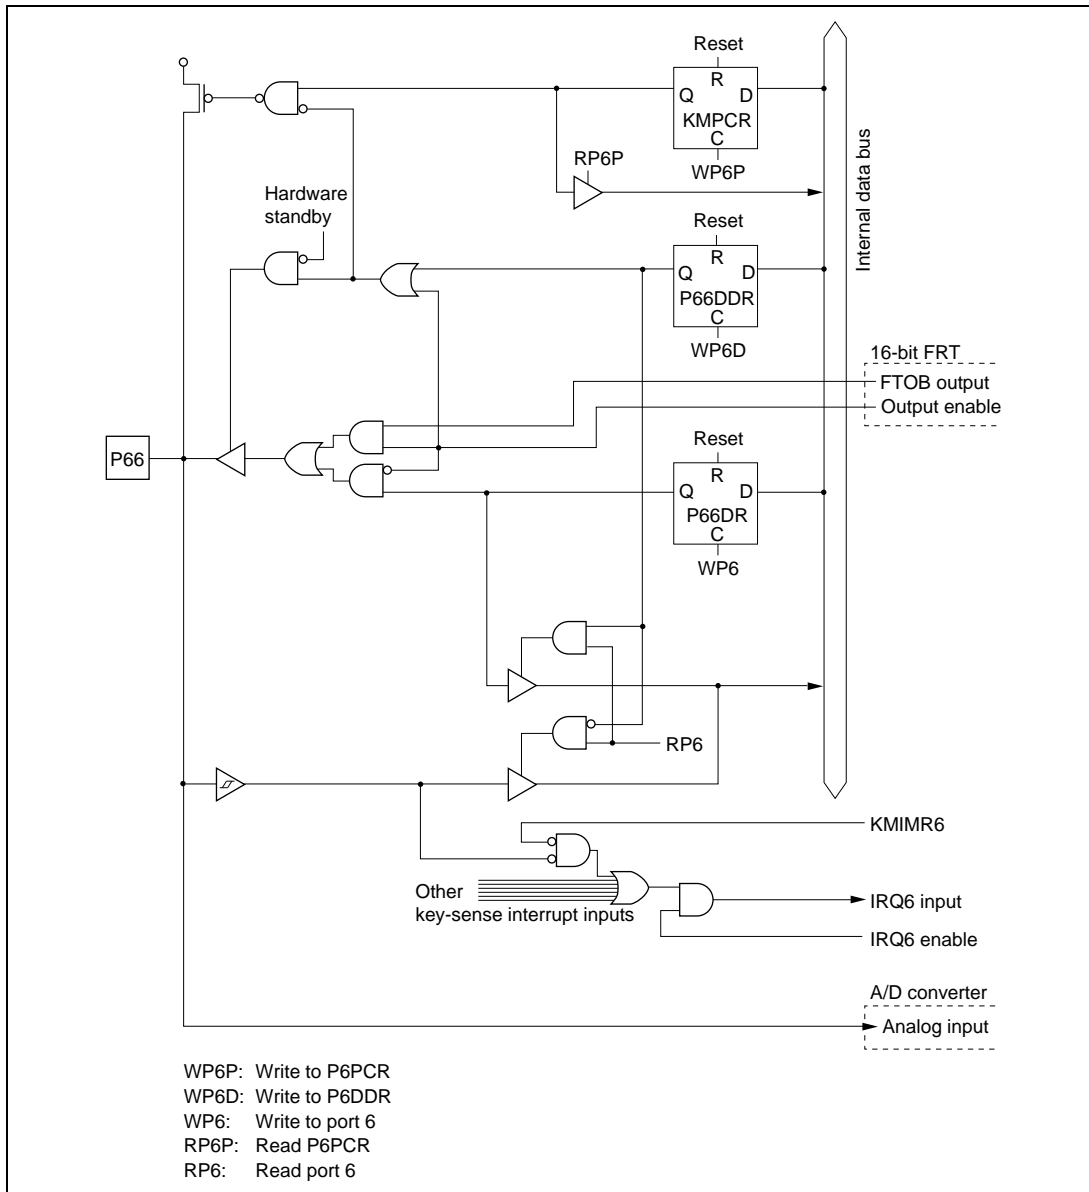 Reset
R
Q D
KMPCR
C
WP6P
RP6P
Hardware
standby
Reset
R
Q D
P66DDR
C
WP6D
Internal data bus
16-bit FRT
FTOB output
Output enable
P66
Reset
R
Q D
P66DR
C
WP6
RP6
KMIMR6
Other
key-sense interrupt inputs
IRQ6 input
IRQ6 enable
A/D converter
Analog input
WP6P: Write to P6PCR
WP6D: Write to P6DDR
WP6: Write to port 6
RP6P: Read P6PCR
RP6: Read port 6